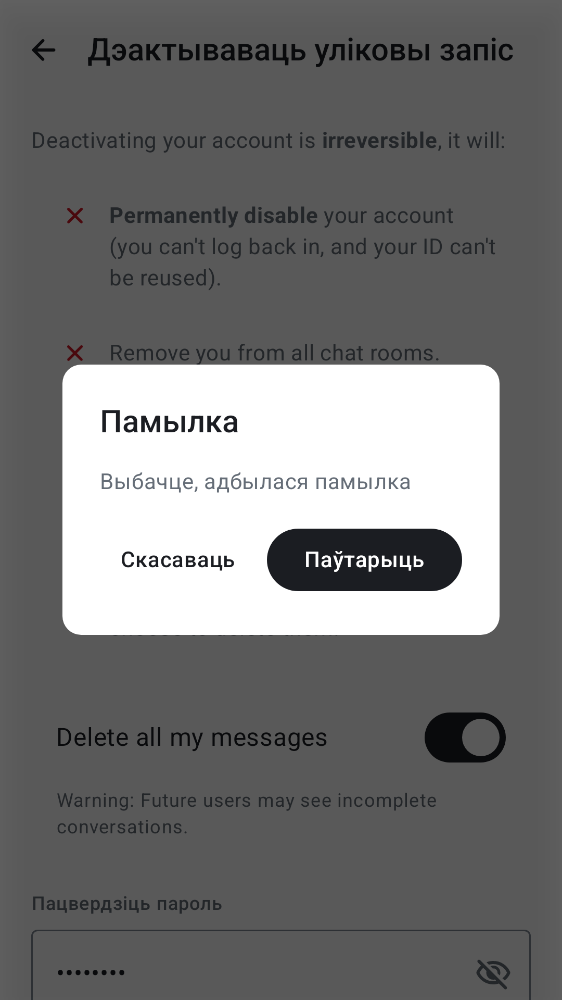 Дэактываваць уліковы запіс
Deactivating your account is irreversible, it will:
Permanently disable your account
(you can't log back in, and your ID can't
be reused).
Remove you from all chat rooms.
Памылка
Выбачце, адбылася памылка
Скасаваць
Паўтарыць
Delete all my messages
Warning: Future users may see incomplete
conversations.
Пацвердзіць пароль
••••••••